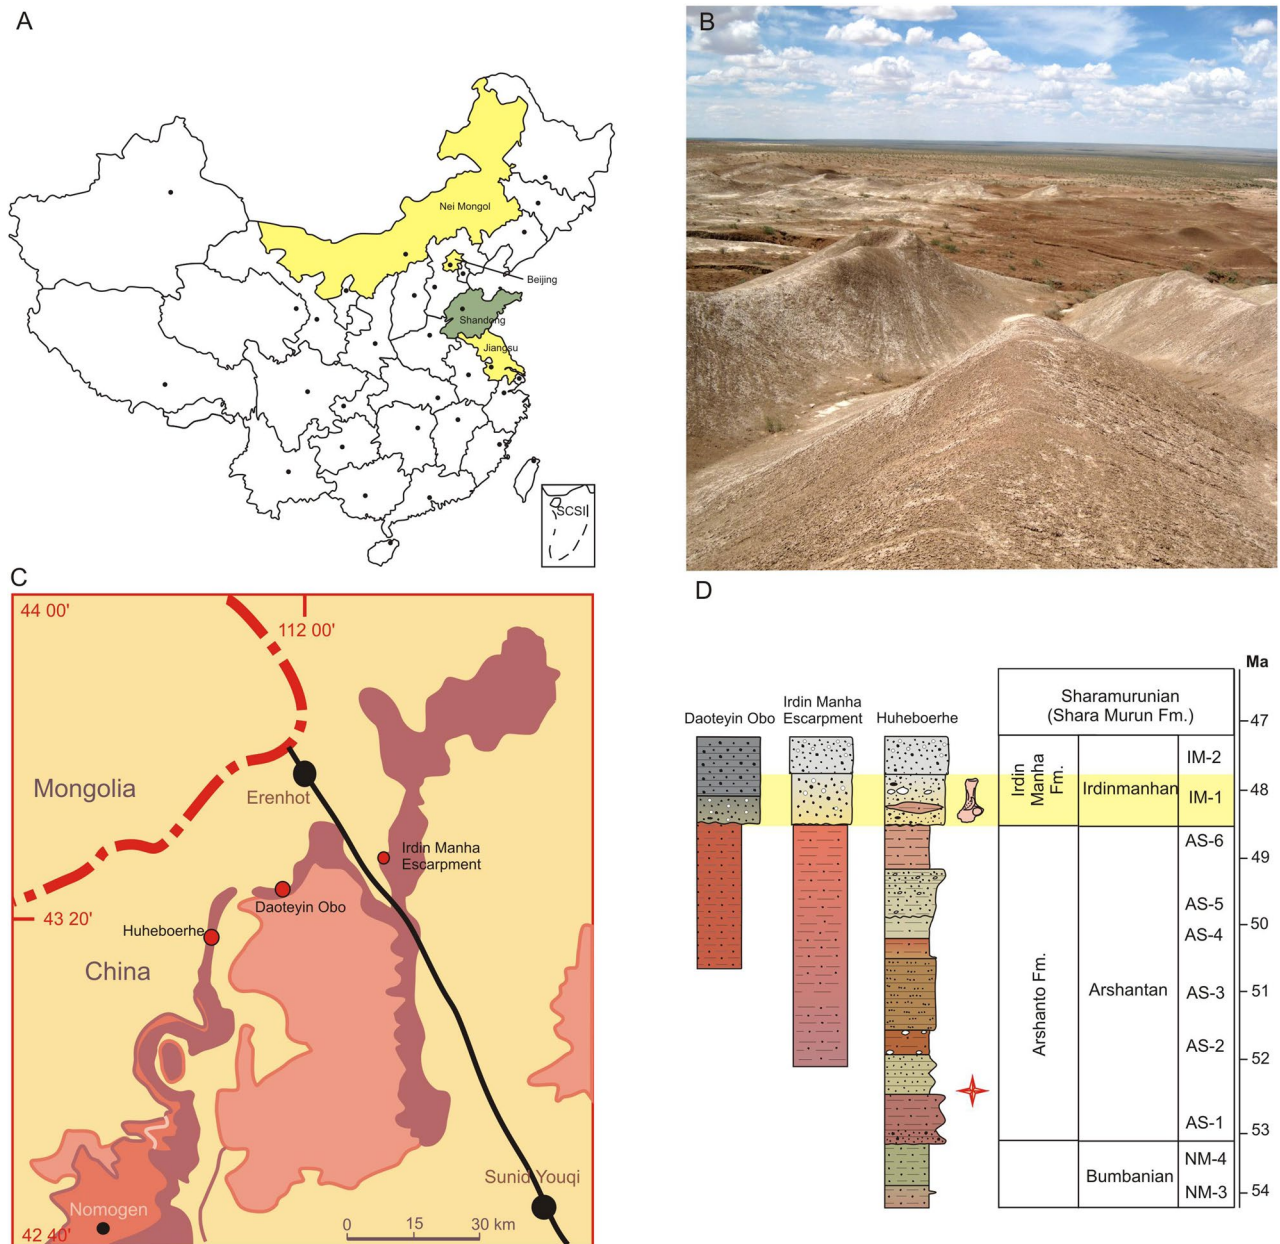 A
Nei Mongol
Beijing
Shandong
Jiangsu
SCSI
B
C
44 00'
112 00'
Mongolia
Erenhot
Irdin Manha
Escarpment
Daoteyin Obo
43 20'
Huheboerhe
China
Sunid Youqi
Nomogen
42 40'
0 15 30 km
D
Ma
Daoteyin Obo
Irdin Manha
Escarpment
Huheboerhe
Sharamurunian
(Shara Murun Fm.)
47
Irdin
Manha
Fm.
Irdinmanhan
IM-2
48
IM-1
AS-6
49
AS-5
50
AS-4
Arshanto Fm.
Arshantan
AS-3
51
AS-2
52
AS-1
53
Bumbanian
NM-4
NM-3
54